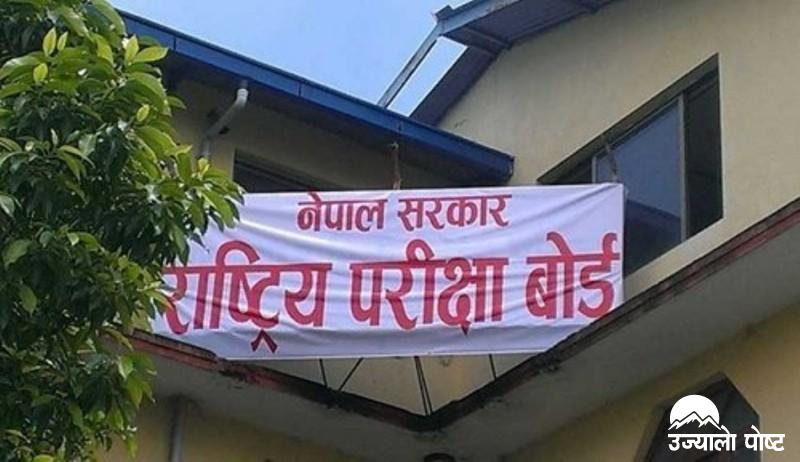 नेपाल सरकार
राष्ट्रिय परीक्षा बोर्ड
उज्यालो पोष्ट